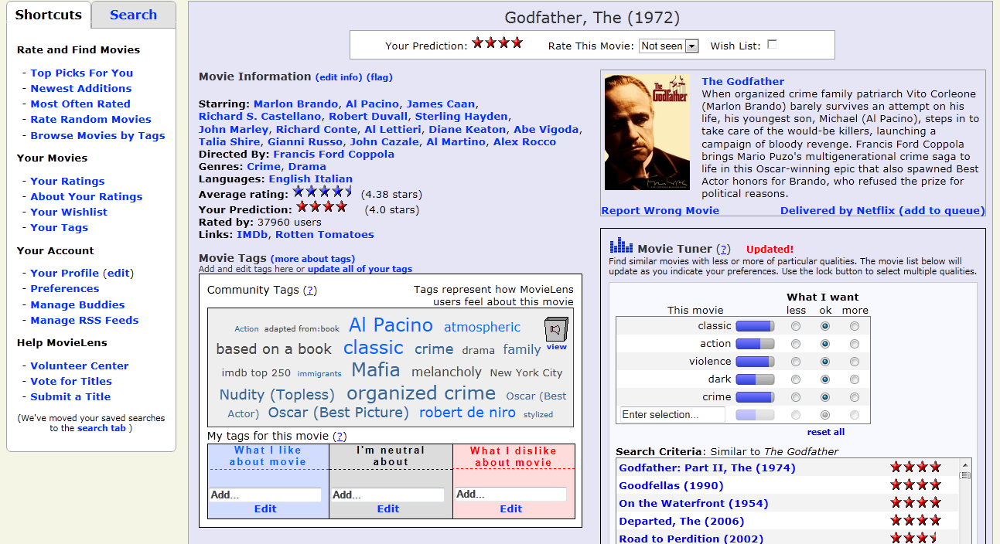 Shortcuts
Search
Rate and Find Movies
- Top Picks For You
- Newest Additions
- Most Often Rated
- Rate Random Movies
- Browse Movies by Tags
Your Movies
- Your Ratings
- About Your Ratings
- Your Wishlist
- Your Tags
Your Account
- Your Profile (edit)
- Preferences
- Manage Buddies
- Manage RSS Feeds
Help MovieLens
- Volunteer Center
- Vote for Titles
- Submit a Title
(We've moved your saved searches
to the search tab )
Godfather, The (1972)
Your Prediction: Rate This Movie: Not seen Wish List:
Movie Information (edit info) (flag)
Starring: Marlon Brando, Al Pacino, James Caan,
Richard S. Castellano, Robert Duvall, Sterling Hayden,
John Marley, Richard Conte, Al Lettieri, Diane Keaton, Abe Vigoda,
Talia Shire, Gianni Russo, John Cazale, Al Martino, Alex Rocco
Directed By: Francis Ford Coppola
Genres: Crime, Drama
Languages: English Italian
Average rating: (4.38 stars)
Your Prediction: (4.0 stars)
Rated by: 37960 users
Links: IMDb, Rotten Tomatoes
Movie Tags (more about tags)
Add and edit tags here or update all of your tags
Community Tags (?)
Tags represent how MovieLens
users feel about this movie
Action adapted from:book Al Pacino atmospheric
view
based on a book classic crime drama family
imdb top 250 immigrants Mafia melancholy New York City
Nudity (Topless) organized crime Oscar (Best
Actor) Oscar (Best Picture) robert de niro stylized
My tags for this movie (?)
What I like
about movie
I'm neutral
about
What I dislike
about movie
Add... Add... Add...
Edit Edit Edit
The Godfather
The Godfather
When organized crime family patriarch Vito Corleone
(Marlon Brando) barely survives an attempt on his
life, his youngest son, Michael (Al Pacino), steps in to
take care of the would-be killers, launching a
campaign of bloody revenge. Francis Ford Coppola
brings Mario Puzo's multigenerational crime saga to
life in this Oscar-winning epic that also spawned Best
Actor honors for Brando, who refused the prize for
political reasons.
Report Wrong Movie
Delivered by Netflix (add to queue)
Movie Tuner (?) Updated!
Find similar movies with less or more of particular qualities. The movie list below will
update as you indicate your preferences. Use the lock button to select multiple qualities.
What I want
This movie less ok more
classic
action
violence
dark
crime
Enter selection...
reset all
Search Criteria: Similar to The Godfather
Godfather: Part II, The (1974)
Goodfellas (1990)
On the Waterfront (1954)
Departed, The (2006)
Road to Perdition (2002)